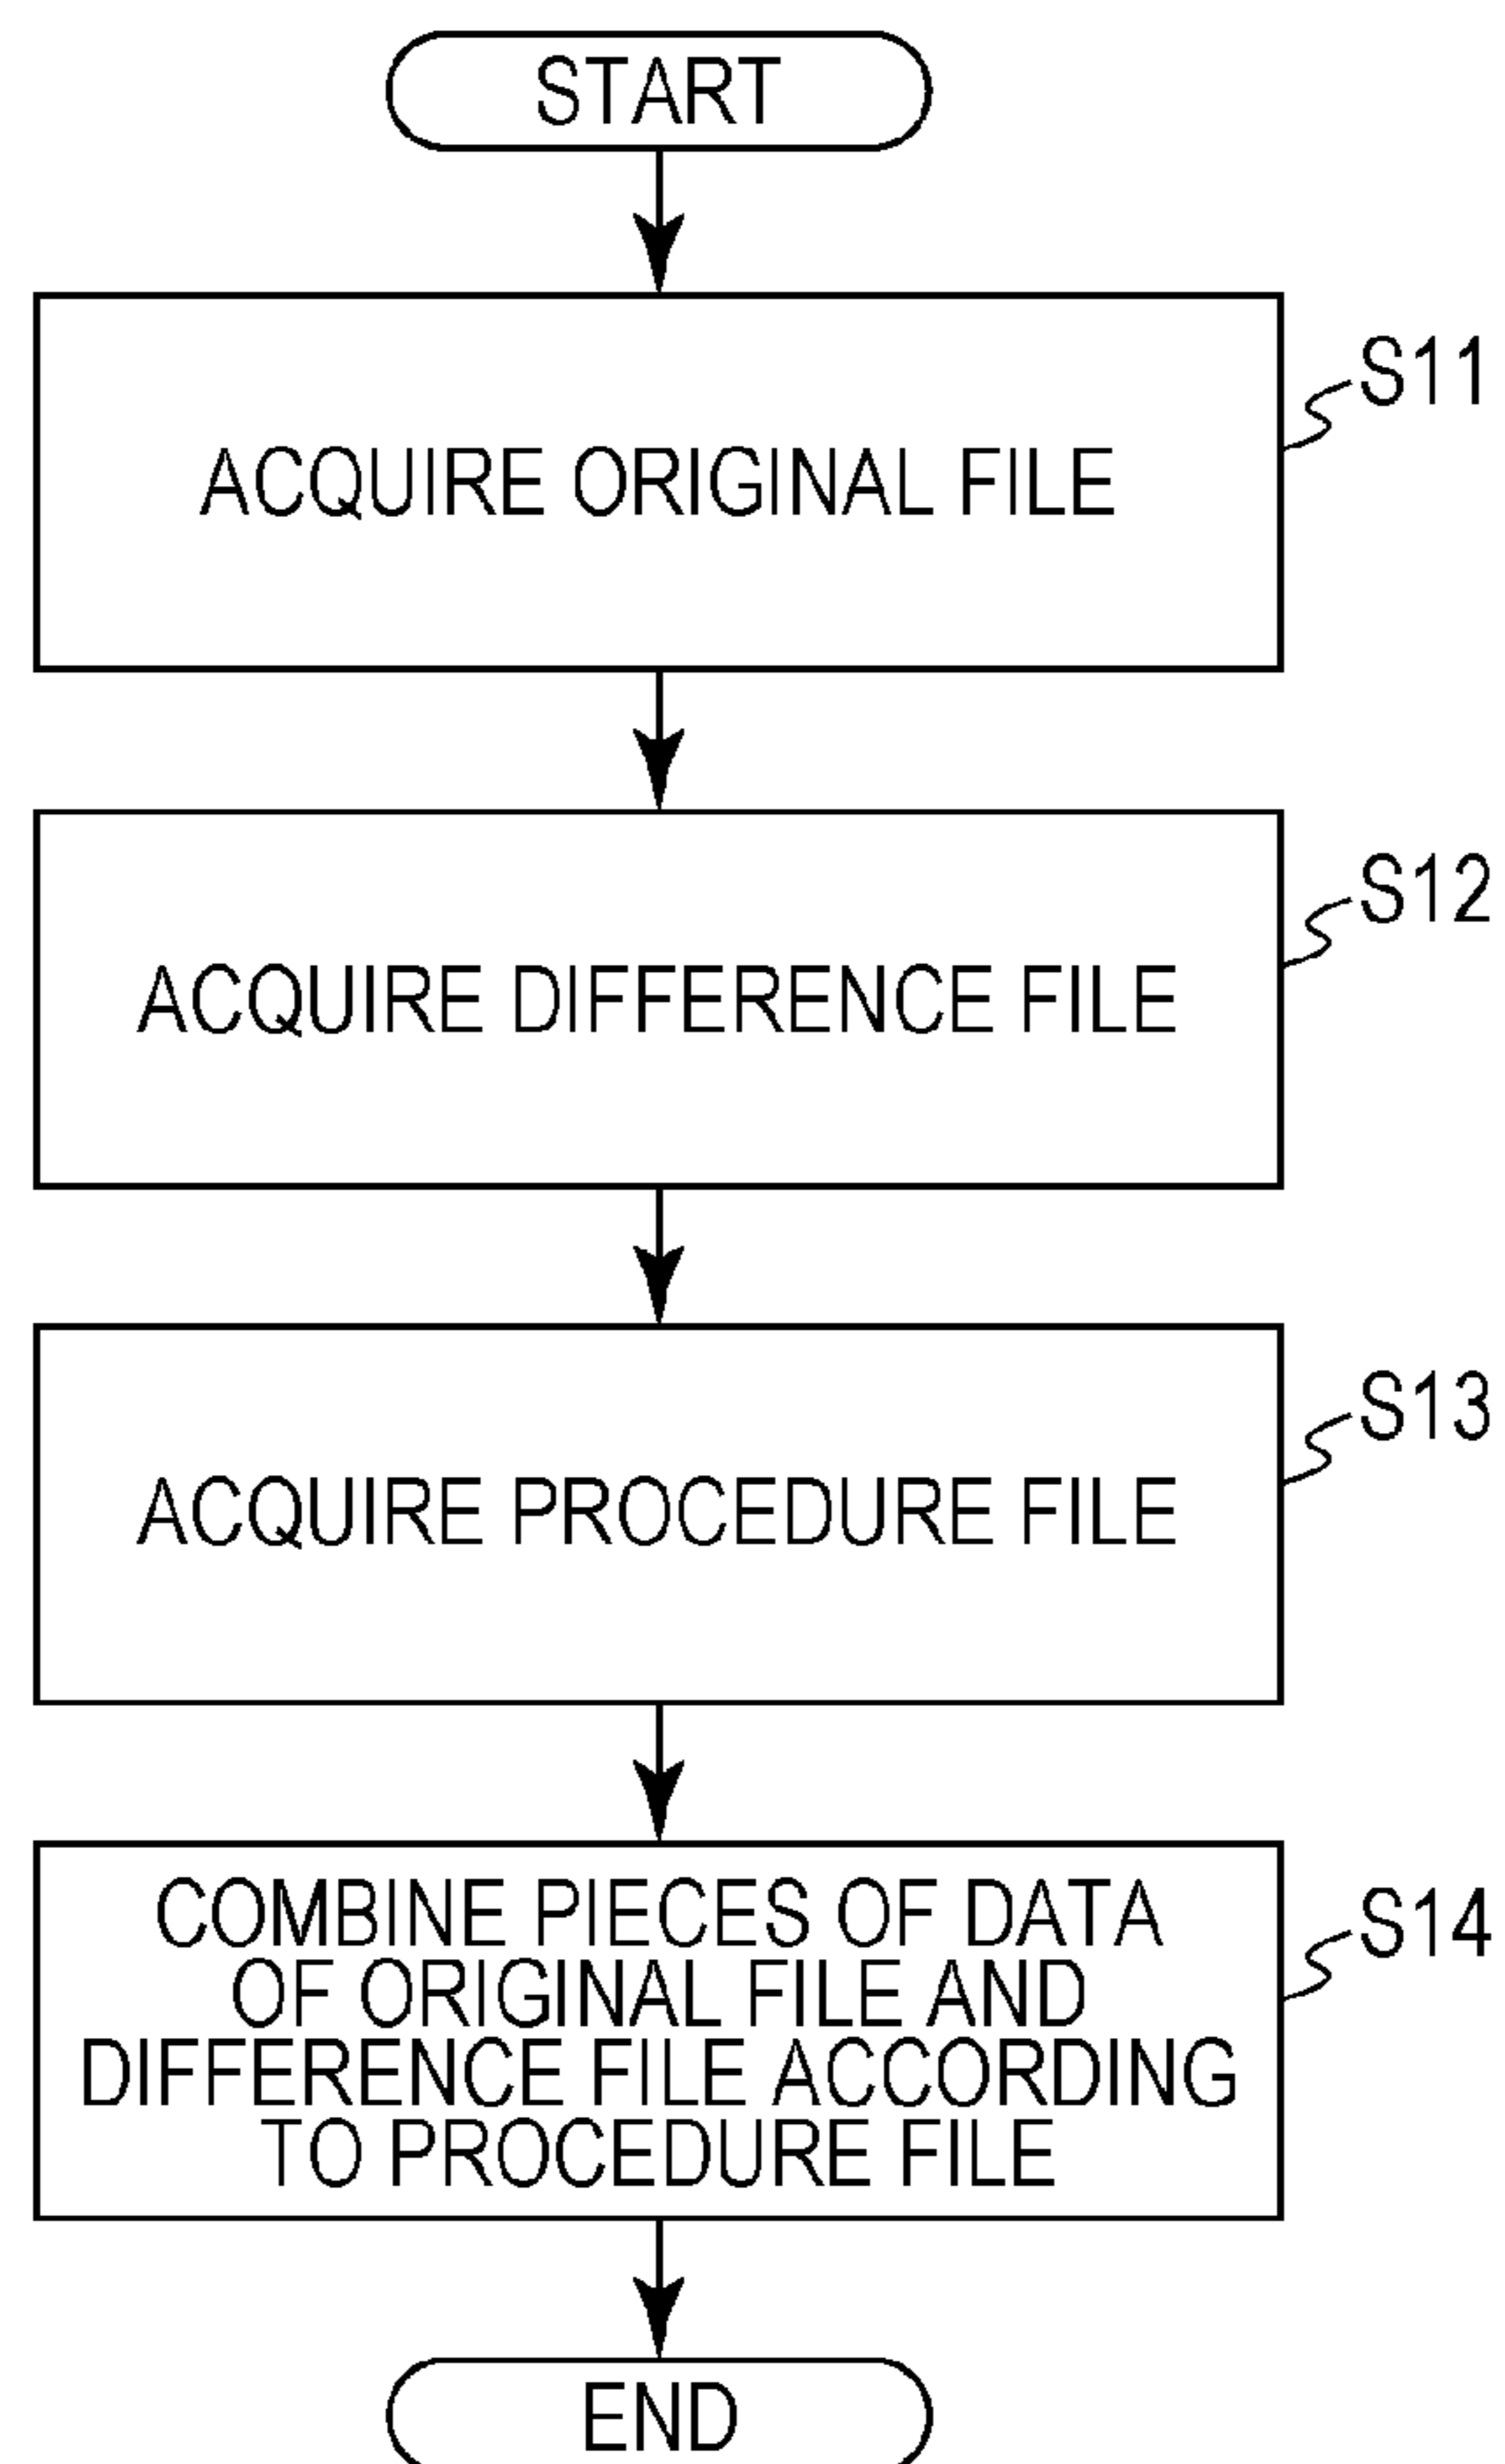 START
ACQUIRE ORIGINAL FILE
S11
ACQUIRE DIFFERENCE FILE
S12
ACQUIRE PROCEDURE FILE
S13
COMBINE PIECES OF DATA
OF ORIGINAL FILE AND
DIFFERENCE FILE ACCORDING
TO PROCEDURE FILE
S14
END